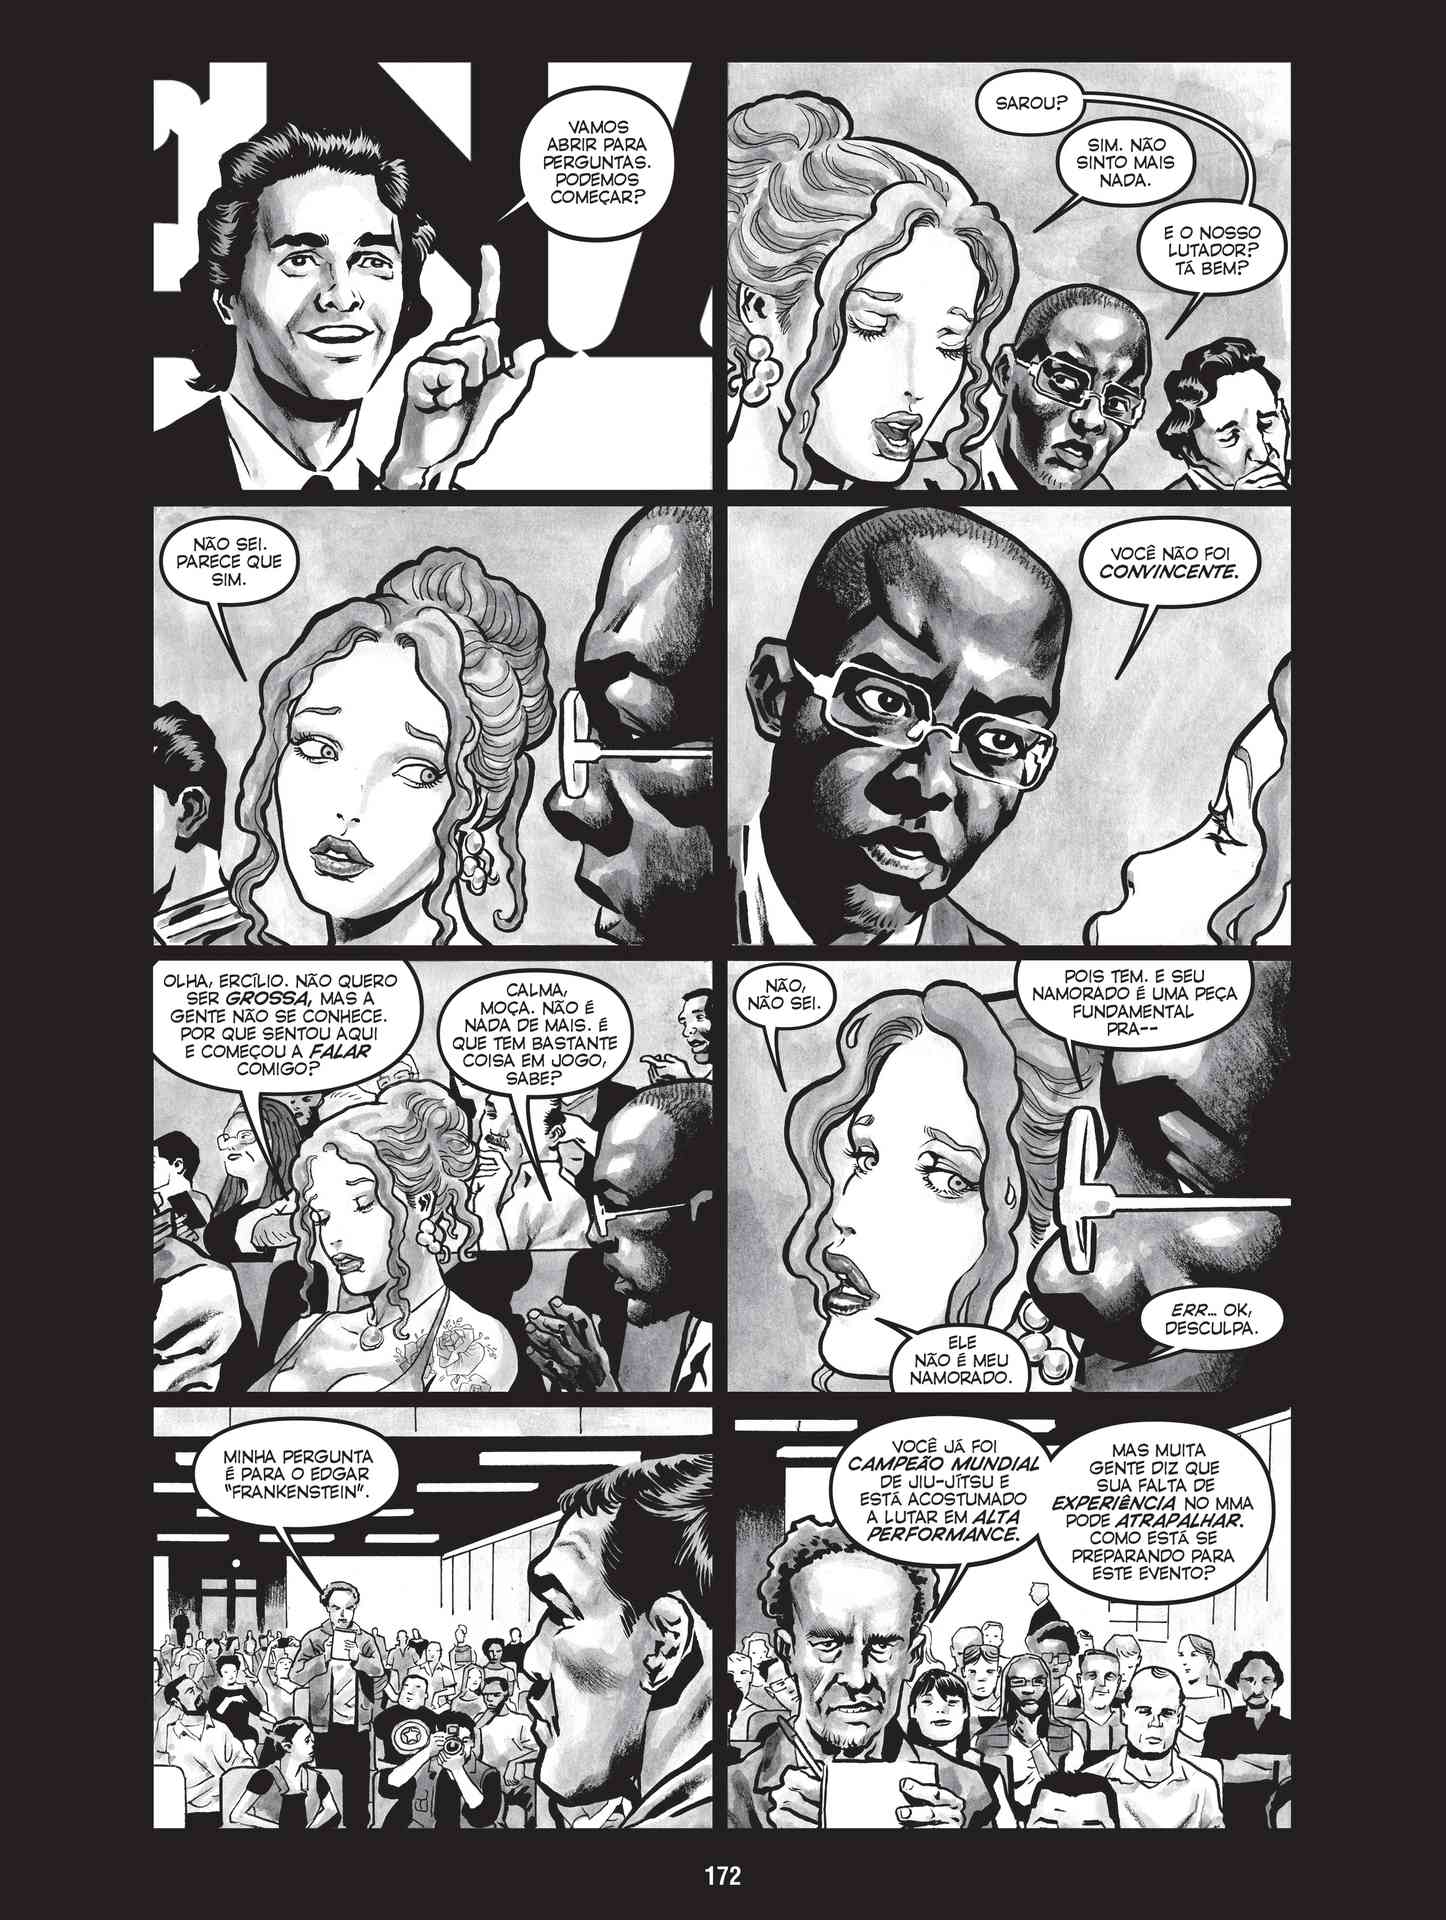 VAMOS
ABRIR PARA
PERGUNTAS.
PODEMOS
COMEÇAR?
SAROU?
SIM. NÃO
SINTO MAIS
NADA.
E O NOSSO
LUTADOR?
TÁ BEM?
NÃO SEI.
PARECE QUE
SIM.
VOCÊ NÃO FOI
CONVINCENTE.
OLHA, ERCÍLIO. NÃO QUERO
SER GROSSA, MAS A
GENTE NÃO SE CONHECE.
POR QUE SENTOU AQUI
E COMEÇOU A FALAR
COMIGO?
CALMA,
MOÇA. NÃO É
NADA DE MAIS. É
QUE TEM BASTANTE
COISA EM JOGO,
SABE?
NÃO,
NÃO SEI.
POIS TEM. E SEU
NAMORADO É UMA PEÇA
FUNDAMENTAL
PRA--
ELE
NÃO É MEU
NAMORADO.
ERR... OK,
DESCULPA.
MINHA PERGUNTA
É PARA O EDGAR
"FRANKENSTEIN".
VOCÊ JÁ FOI
CAMPEÃO MUNDIAL
DE JIU-JÍTSU E
ESTÁ ACOSTUMADO
A LUTAR EM ALTA
PERFORMANCE.
MAS MUITA
GENTE DIZ QUE
SUA FALTA DE
EXPERIÊNCIA NO MMA
PODE ATRAPALHAR.
COMO ESTÁ SE
PREPARANDO PARA
ESTE EVENTO?
172